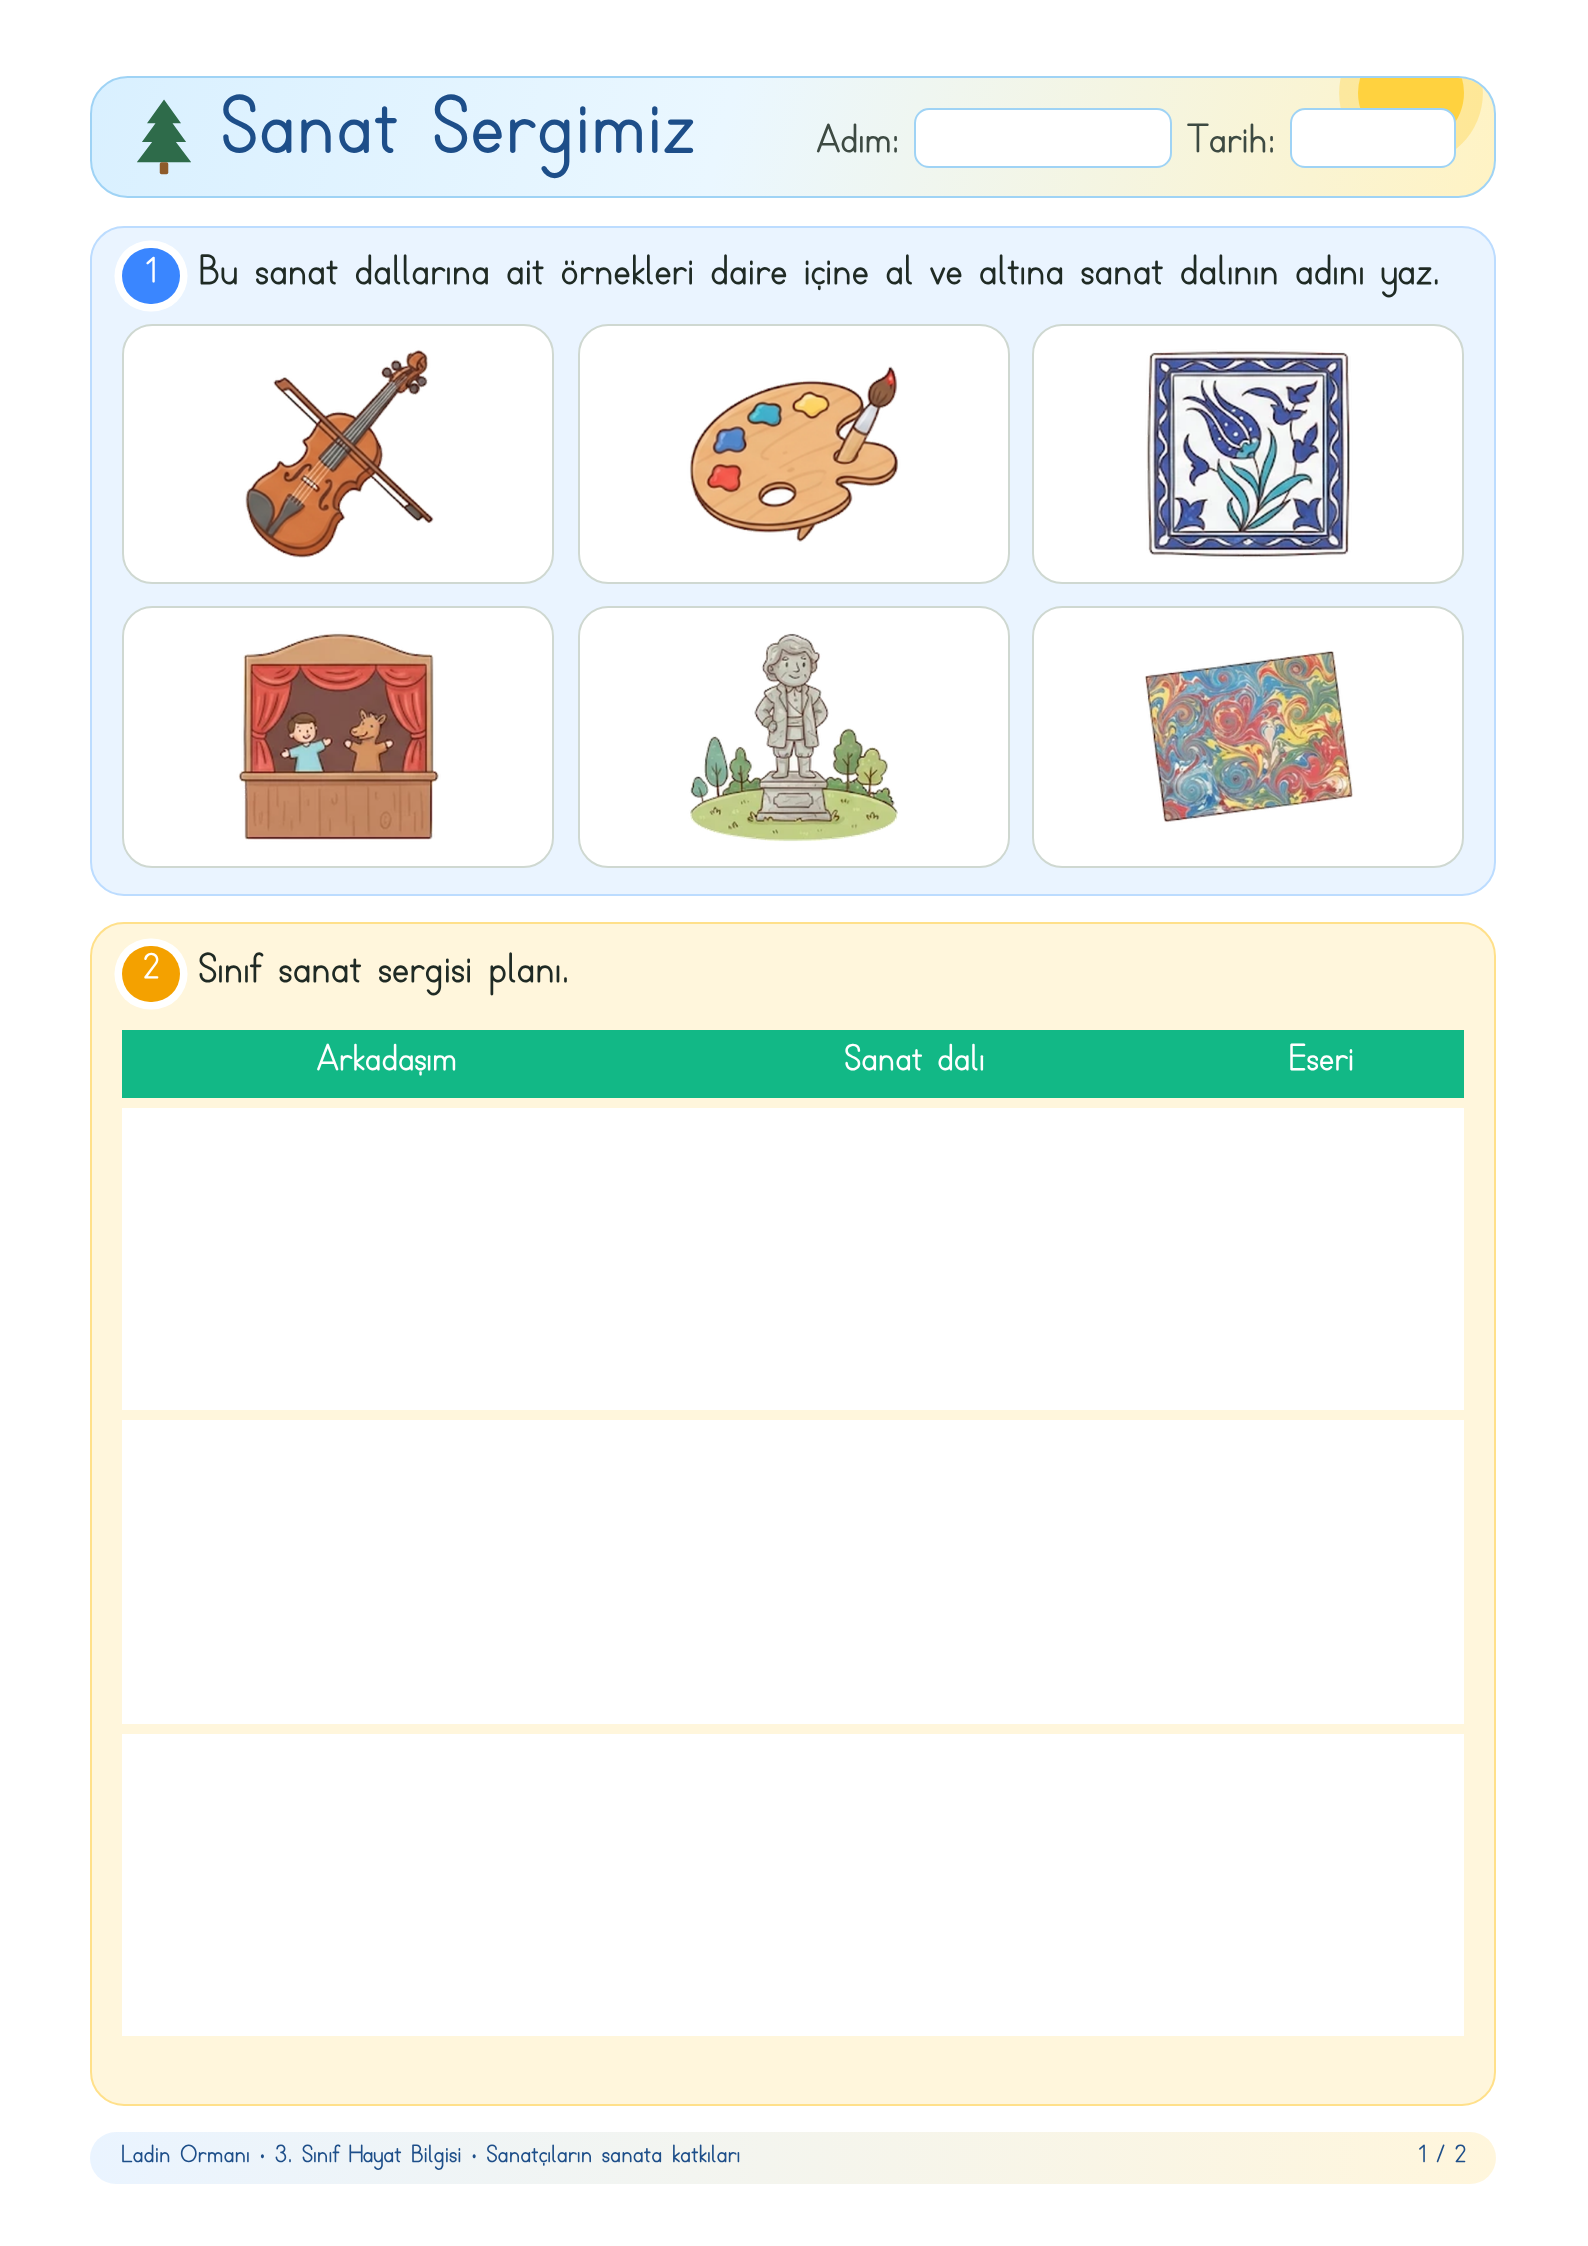 Sanat Sergimiz
Adım:
Tarih:
1
Bu sanat dallarına ait örnekleri daire içine al ve altına sanat dalının adını yaz.
2
Sınıf sanat sergisi planı.
Arkadaşım
Sanat dalı
Eseri
Ladin Ormanı • 3. Sınıf Hayat Bilgisi • Sanatçıların sanata katkıları
1 / 2